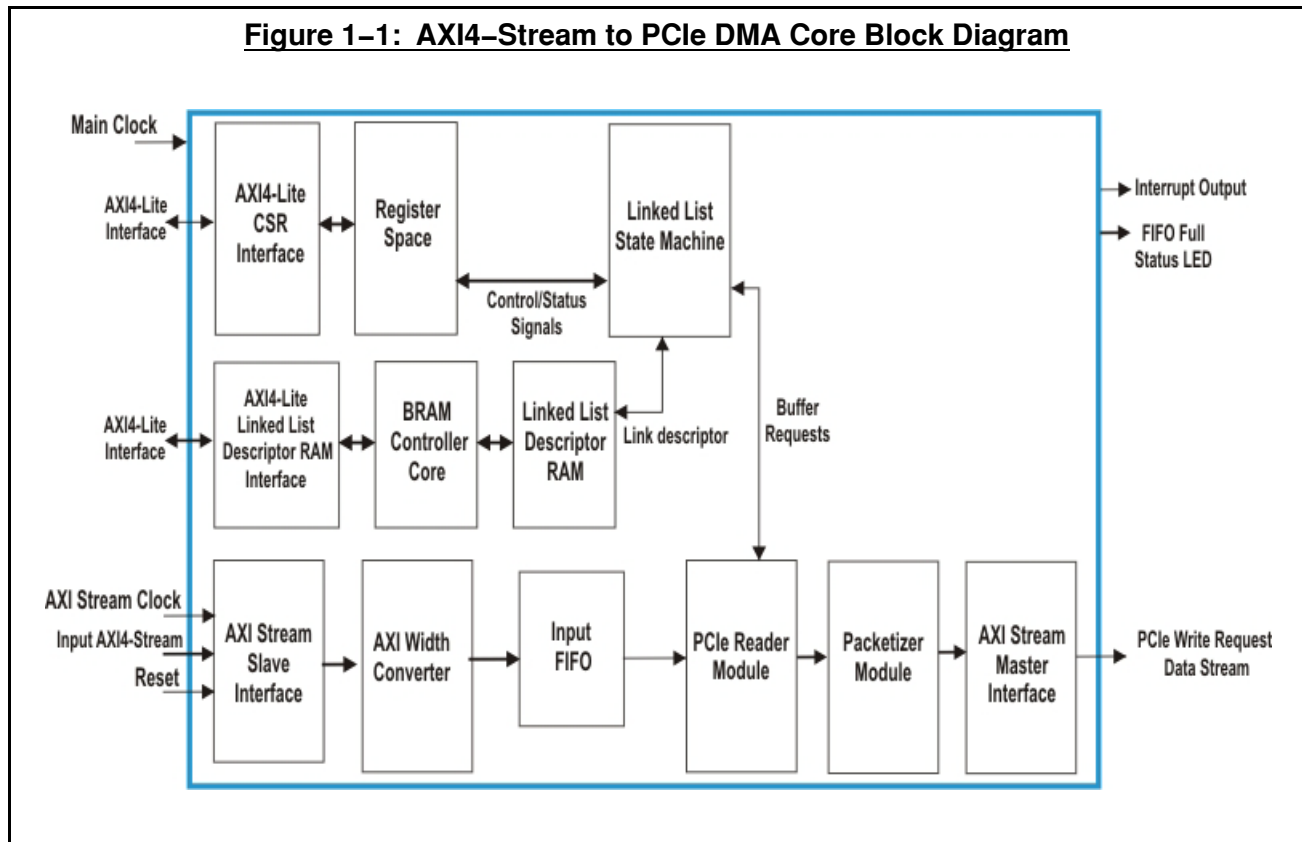 Figure 1−1: AXI4−Stream to PCIe DMA Core Block Diagram
Main Clock
AXI4-Lite
Interface
AXI4-Lite
CSR
Interface
Register
Space
Linked List
State Machine
Interrupt Output
FIFO Full
Status LED
Control/Status
Signals
AXI4-Lite
Interface
AXI4-Lite
Linked List
Descriptor RAM
Interface
BRAM
Controller
Core
Linked List
Descriptor
RAM
Link descriptor
Buffer
Requests
AXI Stream Clock
Input AXI4-Stream
Reset
AXI Stream
Slave
Interface
AXI Width
Converter
Input
FIFO
PCIe Reader
Module
Packetizer
Module
AXI Stream
Master
Interface
PCIe Write Request
Data Stream